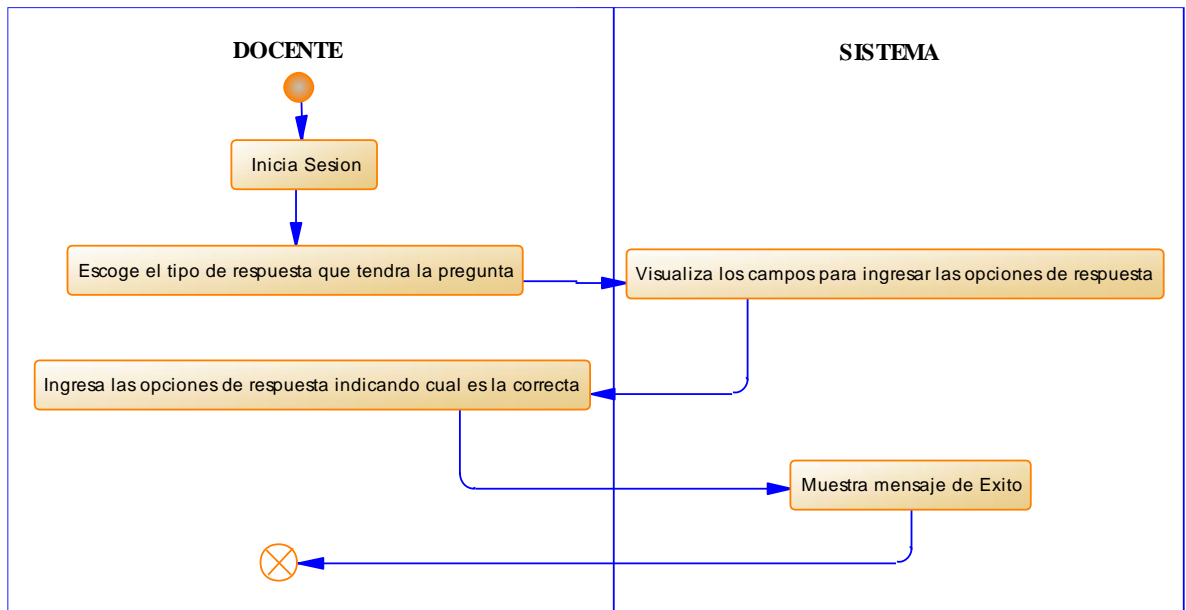 DOCENTE
SISTEMA
Inicia Sesion
Escoge el tipo de respuesta que tendra la pregunta
Visualiza los campos para ingresar las opciones de respuesta
Ingresa las opciones de respuesta indicando cual es la correcta
Muestra mensaje de Exito